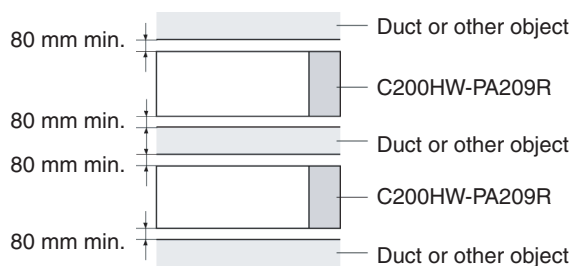 Duct or other object
80 mm min.
C200HW-PA209R
80 mm min.
Duct or other object
80 mm min.
C200HW-PA209R
80 mm min.
Duct or other object